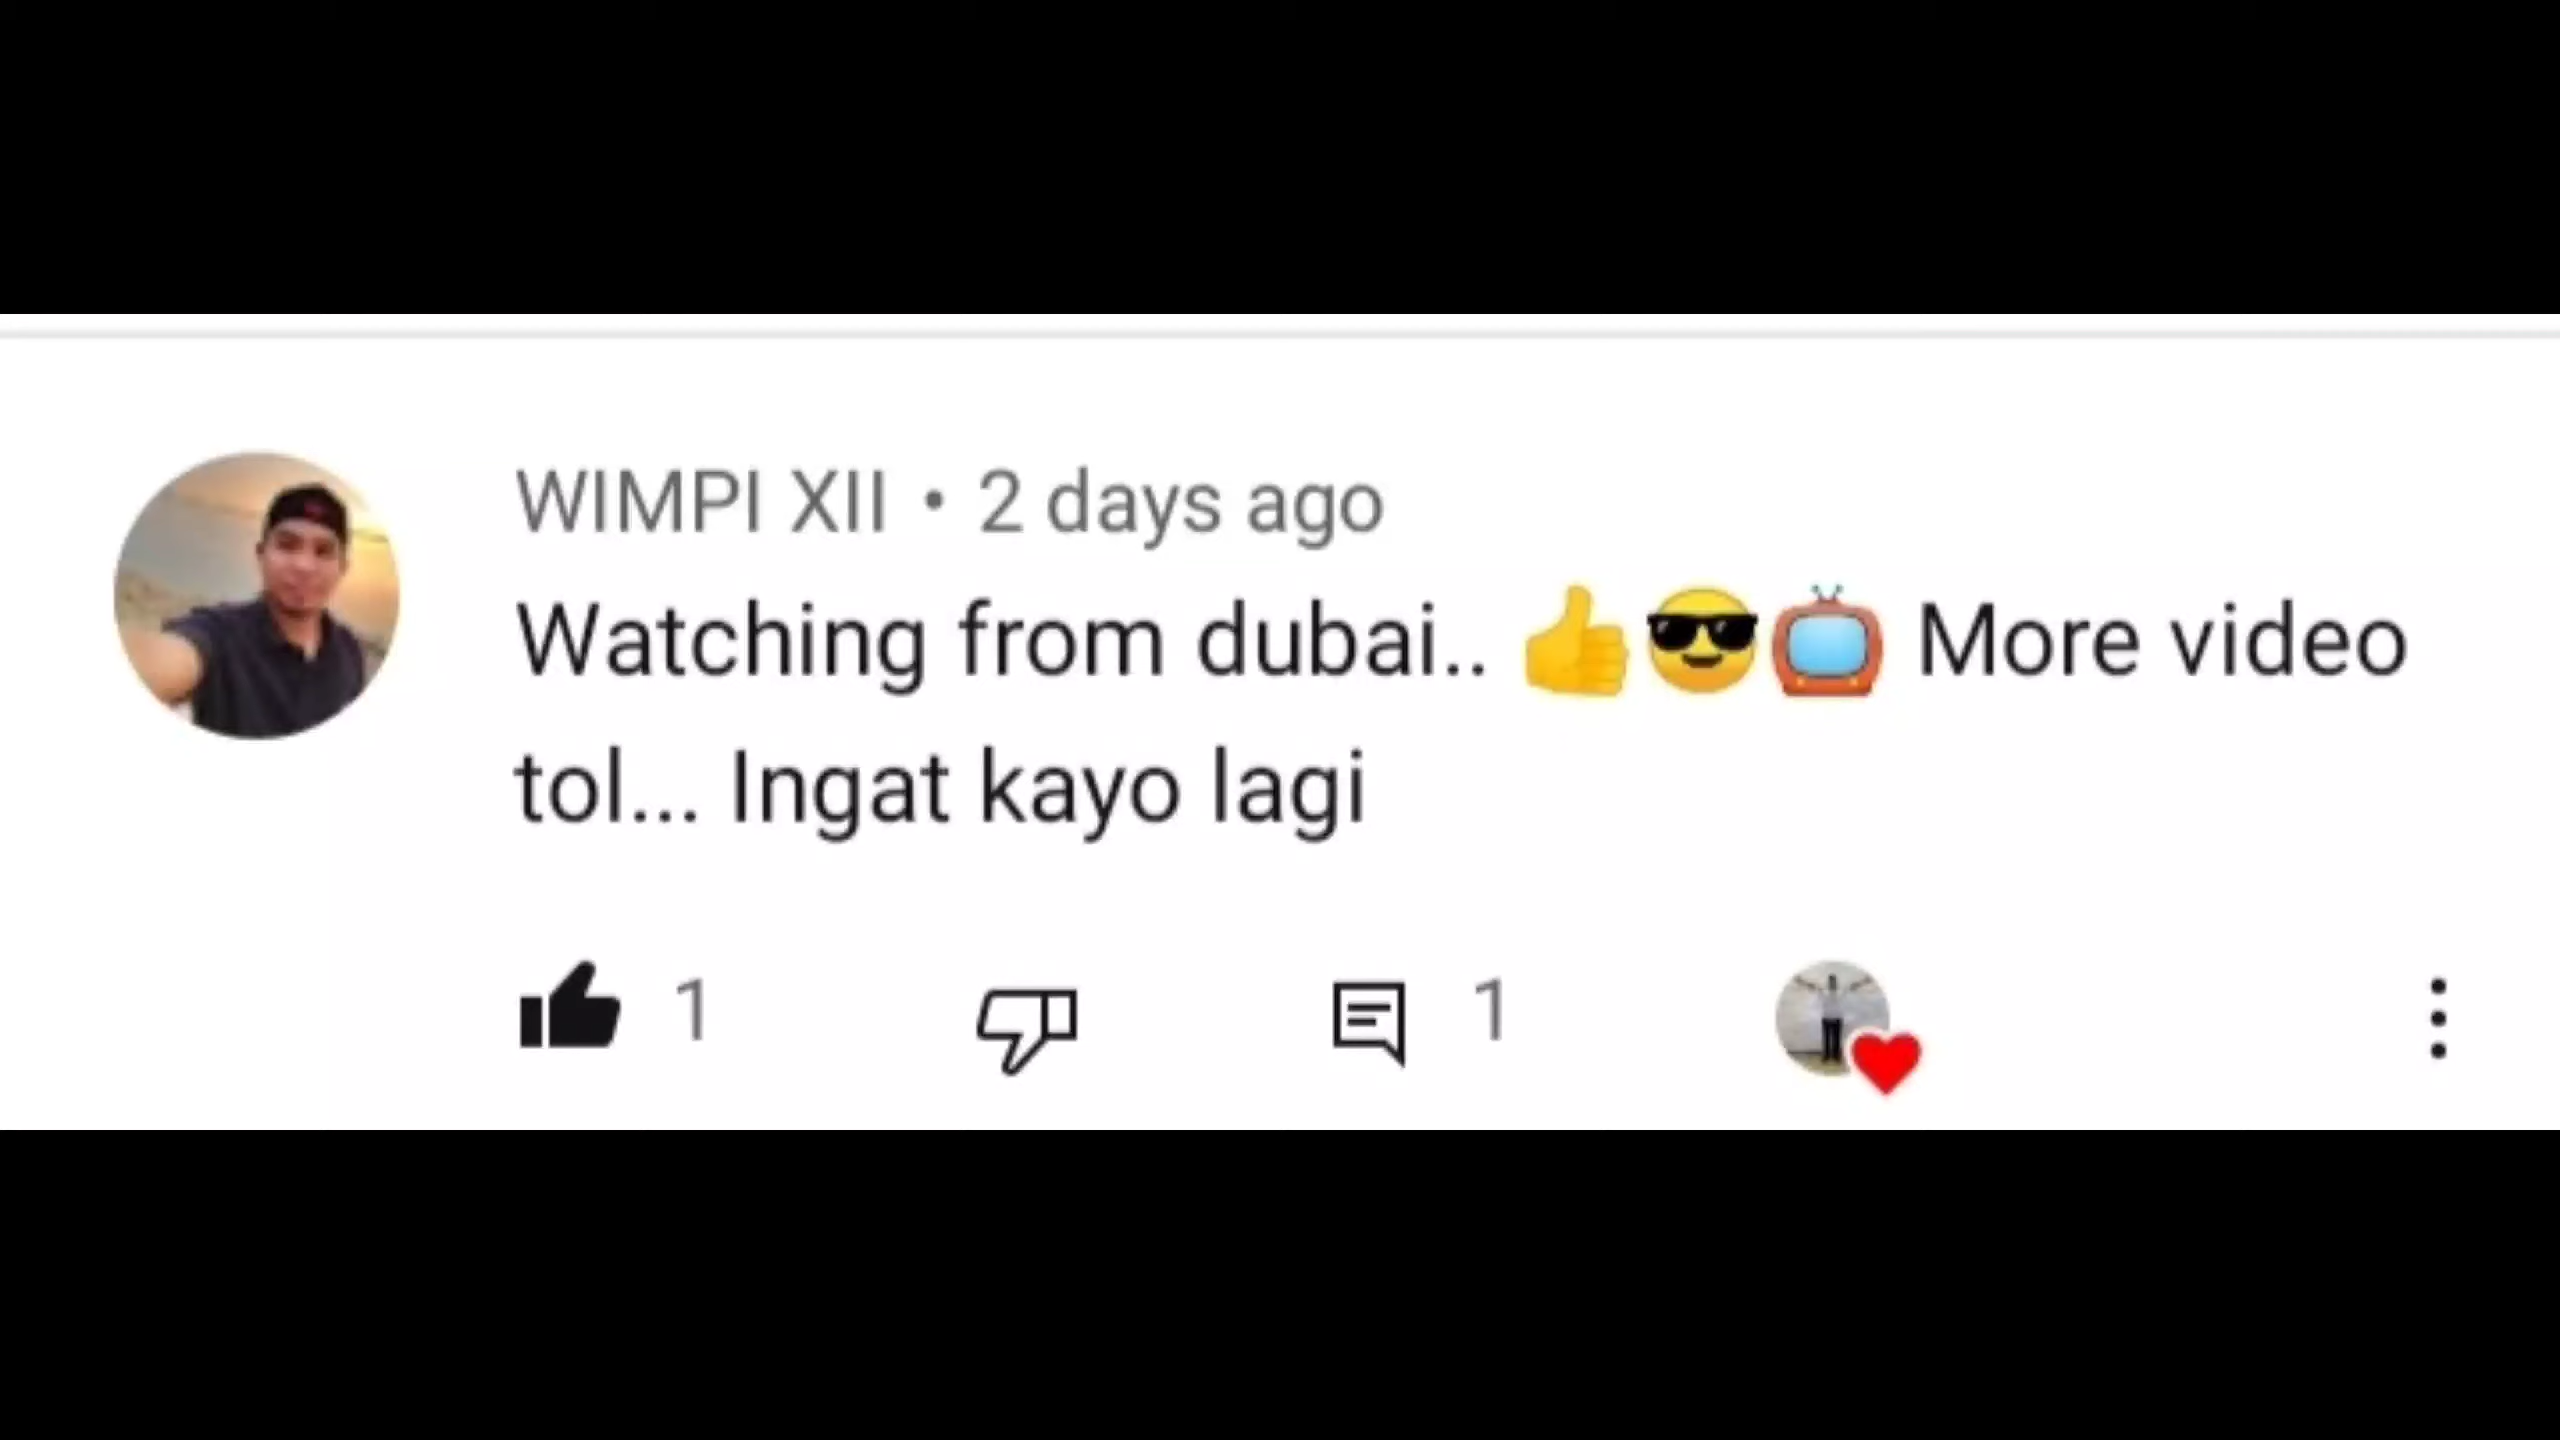 WIMPI XII • 2 days ago
Watching from dubai.. 👍😎📺 More video
tol... Ingat kayo lagi
1 1